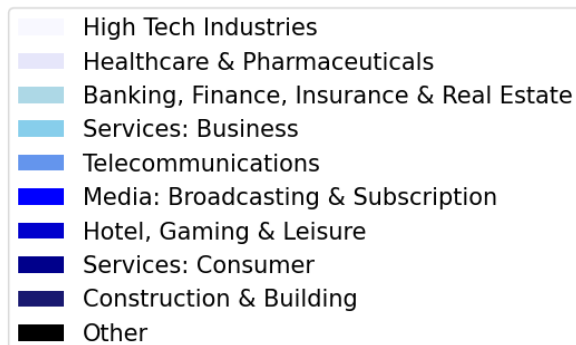 High Tech Industries
Healthcare & Pharmaceuticals
Banking, Finance, Insurance & Real Estate
Services: Business
Telecommunications
Media: Broadcasting & Subscription
Hotel, Gaming & Leisure
Services: Consumer
Construction & Building
Other